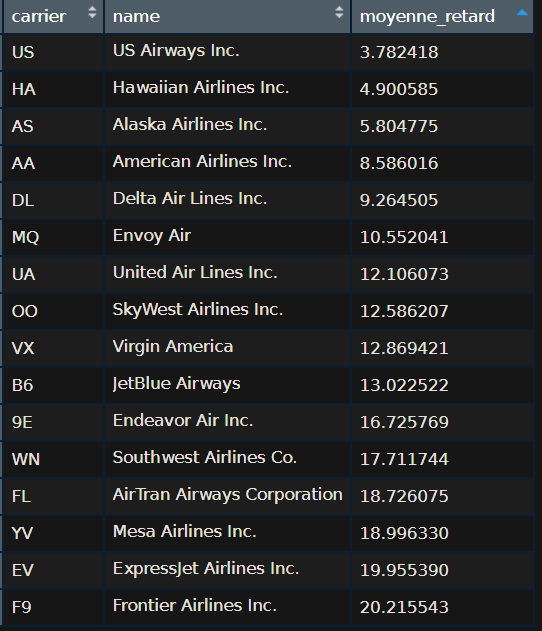 carrier name moyenne_retard
US US Airways Inc. 3.782418
HA Hawaiian Airlines Inc. 4.900585
AS Alaska Airlines Inc. 5.804775
AA American Airlines Inc. 8.586016
DL Delta Air Lines Inc. 9.264505
MQ Envoy Air 10.552041
UA United Air Lines Inc. 12.106073
OO SkyWest Airlines Inc. 12.586207
VX Virgin America 12.869421
B6 JetBlue Airways 13.022522
9E Endeavor Air Inc. 16.725769
WN Southwest Airlines Co. 17.711744
FL AirTran Airways Corporation 18.726075
YV Mesa Airlines Inc. 18.996330
EV ExpressJet Airlines Inc. 19.955390
F9 Frontier Airlines Inc. 20.215543